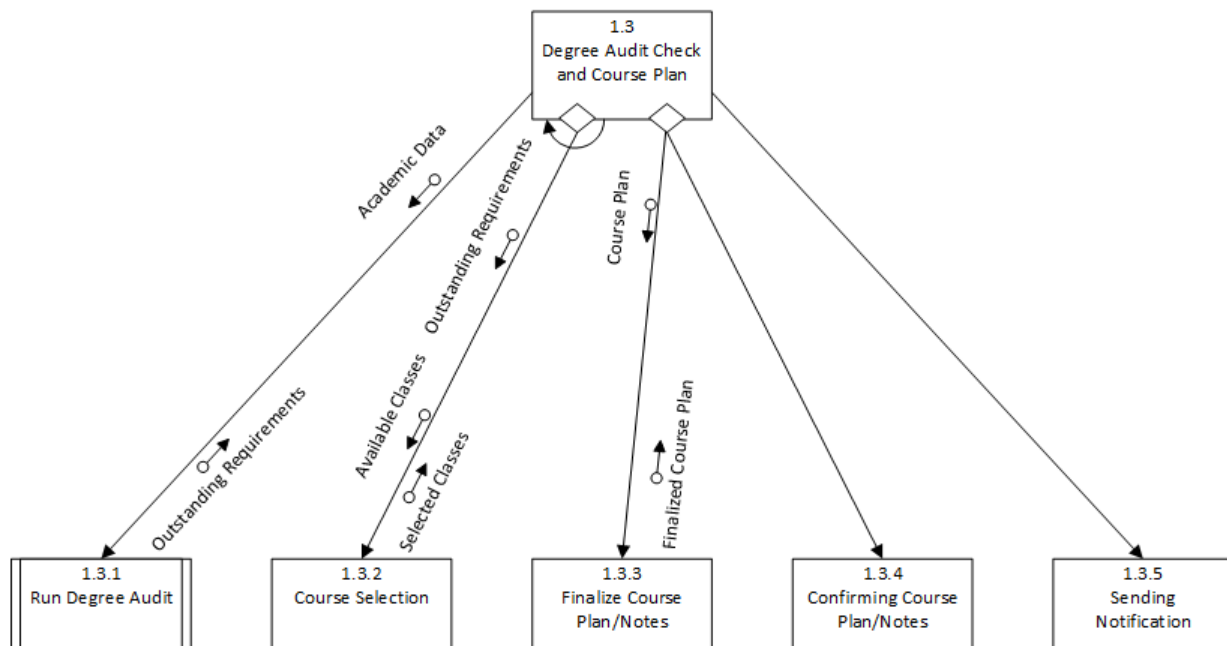 1.3
Degree Audit Check
and Course Plan
Academic Data
Outstanding Requirements
Outstanding Requirements
Available Classes
Selected Classes
Course Plan
Finalized Course Plan
1.3.1
Run Degree Audit
1.3.2
Course Selection
1.3.3
Finalize Course
Plan/Notes
1.3.4
Confirming Course
Plan/Notes
1.3.5
Sending
Notification